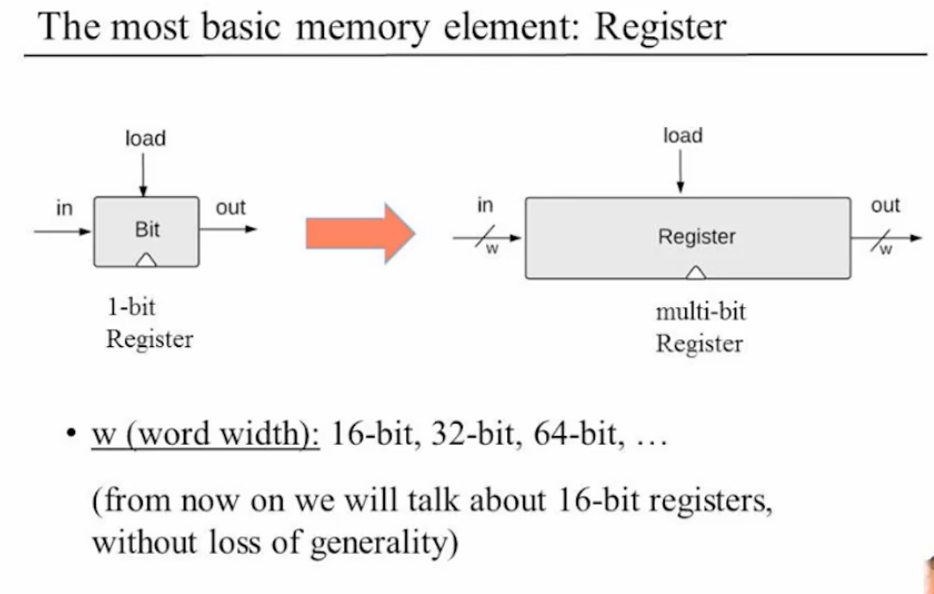 The most basic memory element: Register
load
in
Bit
out
1-bit
Register
load
in
w
Register
out
w
multi-bit
Register
• w (word width): 16-bit, 32-bit, 64-bit, …
(from now on we will talk about 16-bit registers,
without loss of generality)